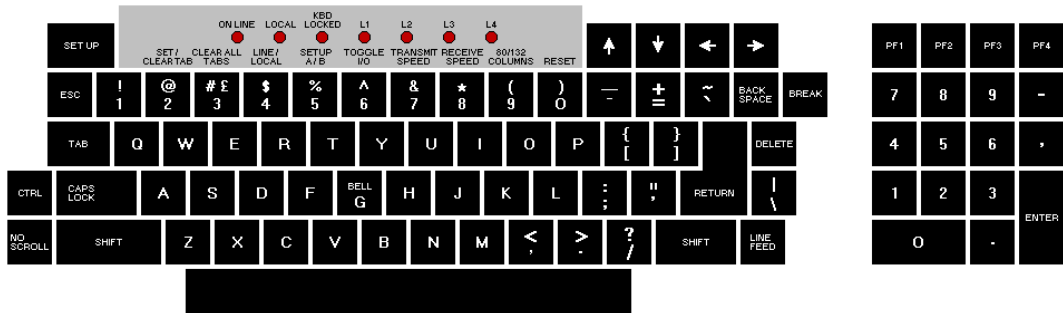 KBD
ON LINE LOCAL LOCKED L1 L2 L3 L4
SET UP PF1 PF2 PF3 PF4
SET / CLEAR ALL LINE / SETUP TOGGLE TRANSMIT RECEIVE 80/132
CLEAR TAB TABS LOCAL A / B I/O SPEED SPEED COLUMNS RESET
! @ # £ $ % ^ & * ( ) — + ~ BACK
ESC 1 2 3 4 5 6 7 8 9 0 - = ` SPACE BREAK 7 8 9 -
TAB Q W E R T Y U I O P { } DELETE 4 5 6 ,
[ ]
CTRL CAPS A S D F BELL H J K L : " RETURN | 1 2 3
LOCK G ; ' \
ENTER
NO SHIFT Z X C V B N M < > ? SHIFT LINE 0 .
SCROLL , . / FEED